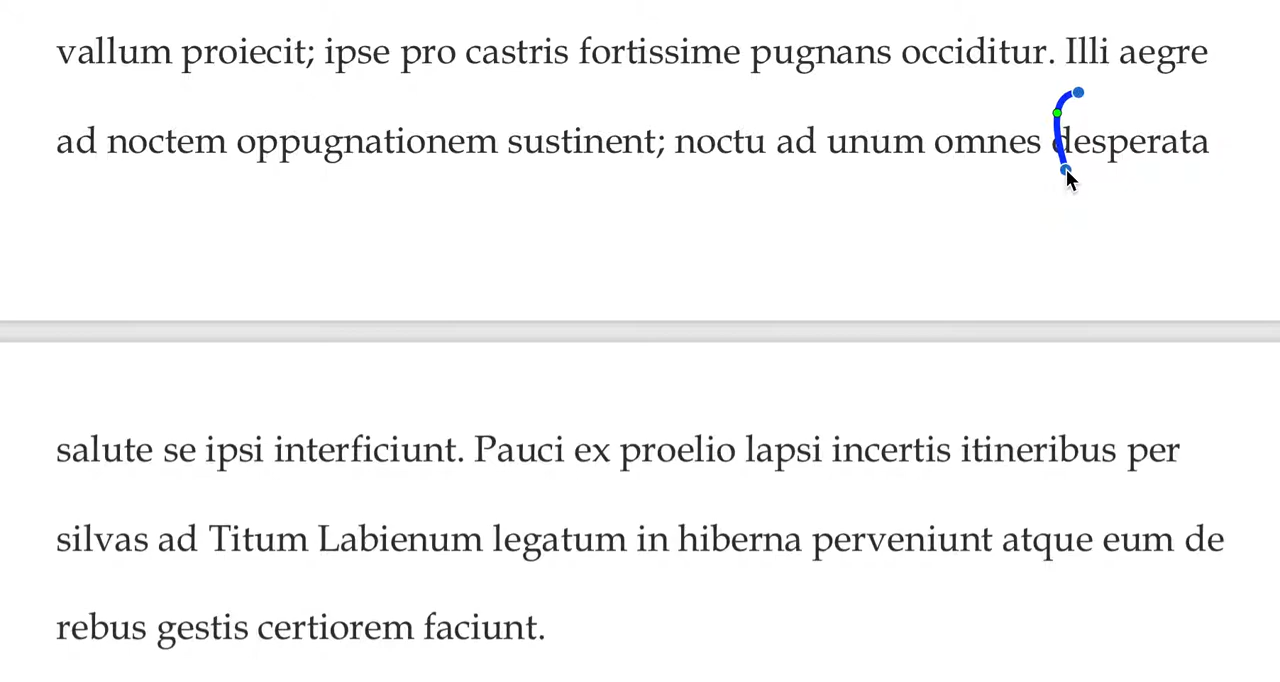 vallum proiecit; ipse pro castris fortissime pugnans occiditur. Illi aegre
ad noctem oppugnationem sustinent; noctu ad unum omnes desperata
salute se ipsi interficiunt. Pauci ex proelio lapsi incertis itineribus per
silvas ad Titum Labienum legatum in hiberna perveniunt atque eum de
rebus gestis certiorem faciunt.